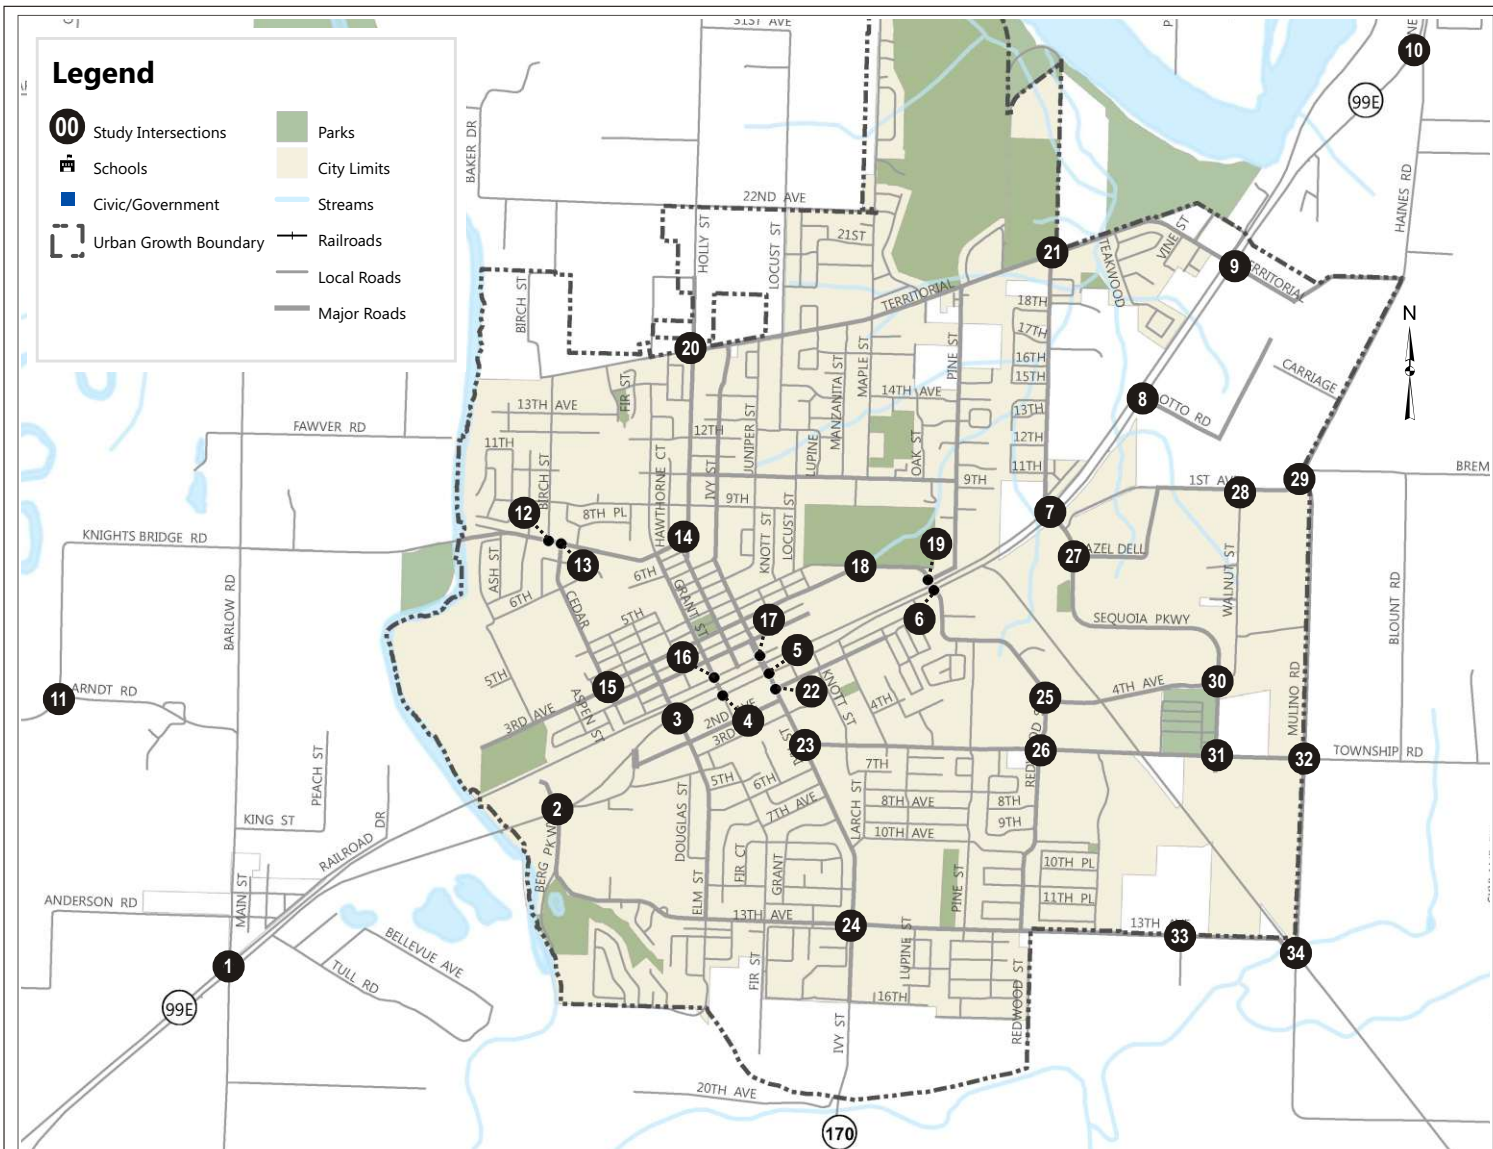 Legend
00 Study Intersections
Schools
Civic/Government
Urban Growth Boundary
Parks
City Limits
Streams
Railroads
Local Roads
Major Roads
31ST AVE
10
99E
BAKER DR
HAINES RD
22ND AVE
HOLLY ST
LOCUST ST
21ST
21
TEAKWOOD
VINE ST
9
TERRITORIAL
BIRCH ST
TERRITORIAL
18TH
N
17TH
20
MAPLE ST
MANZANITA ST
PINE ST
16TH
15TH
CARRIAGE
FIR ST
14TH AVE
8
OTTO RD
13TH AVE
13TH
FAWVER RD
11TH
12TH
JUNIPER ST
LUPINE
OAK ST
12TH
11TH
BIRCH ST
HAWTHORNE CT
IVY ST
9TH
9TH
1ST AVE
28
29
BREM
12
8TH PL
LOCUST ST
KNOTT ST
7
KNIGHTS BRIDGE RD
14
19
13
18
27
HAZEL DELL
ASH ST
6TH
6TH
GRANT ST
CEDAR
5TH
17
6
WALNUT ST
BLOUNT RD
SEQUOIA PKWY
BARLOW RD
16
5
5TH
15
22
KNOTT ST
4TH
4TH AVE
30
MULINO RD
11
ARNDT RD
3RD AVE
ASPEN ST
3
2ND AVE
4
25
3RD
23
26
31
32
TOWNSHIP RD
PEACH ST
5TH
6TH
7TH
7TH AVE
8TH AVE
8TH
2
KING ST
RAILROAD DR
DOUGLAS ST
LARCH ST
10TH AVE
9TH
BERG PKWY
FIR CT
GRANT
10TH PL
ANDERSON RD
MAIN ST
ELM ST
PINE ST
11TH PL
13TH AVE
24
13TH AVE
33
34
BELLEVUE AVE
TULL RD
1
FIR ST
LUPINE ST
REDWOOD ST
16TH
99E
IVY ST
20TH AVE
170